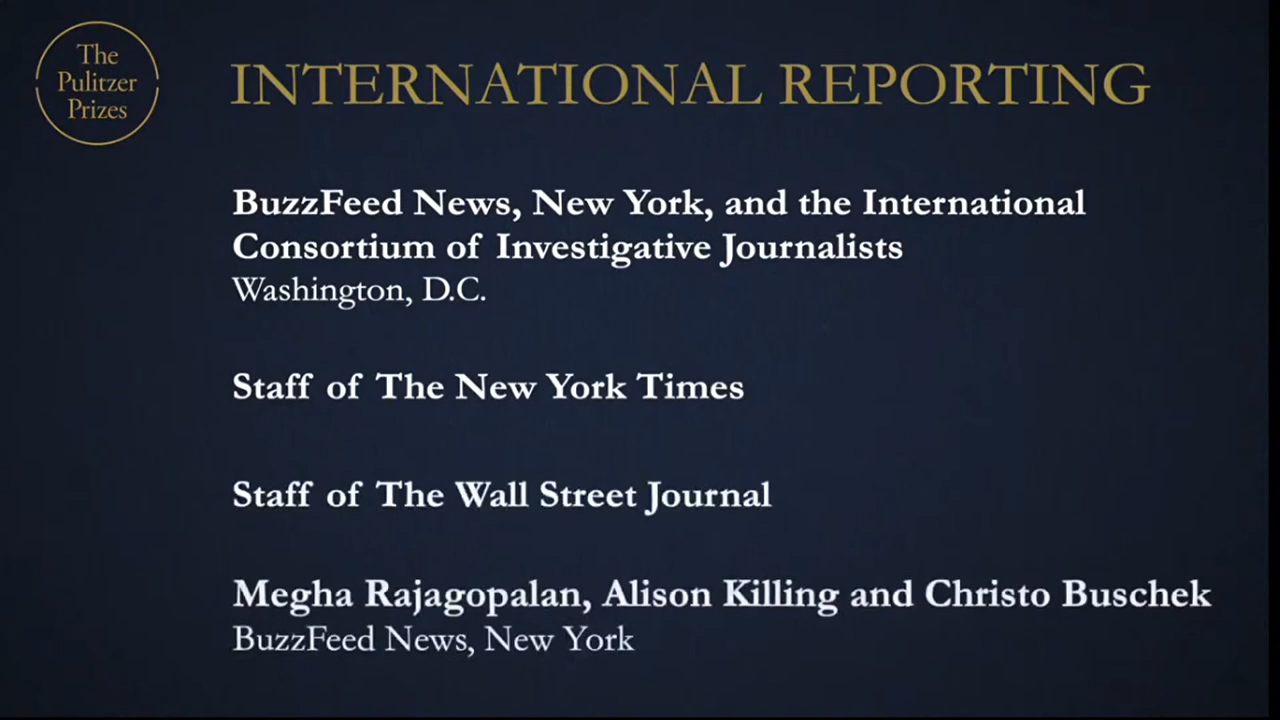 The
Pulitzer
Prizes
INTERNATIONAL REPORTING
BuzzFeed News, New York, and the International
Consortium of Investigative Journalists
Washington, D.C.
Staff of The New York Times
Staff of The Wall Street Journal
Megha Rajagopalan, Alison Killing and Christo Buschek
BuzzFeed News, New York